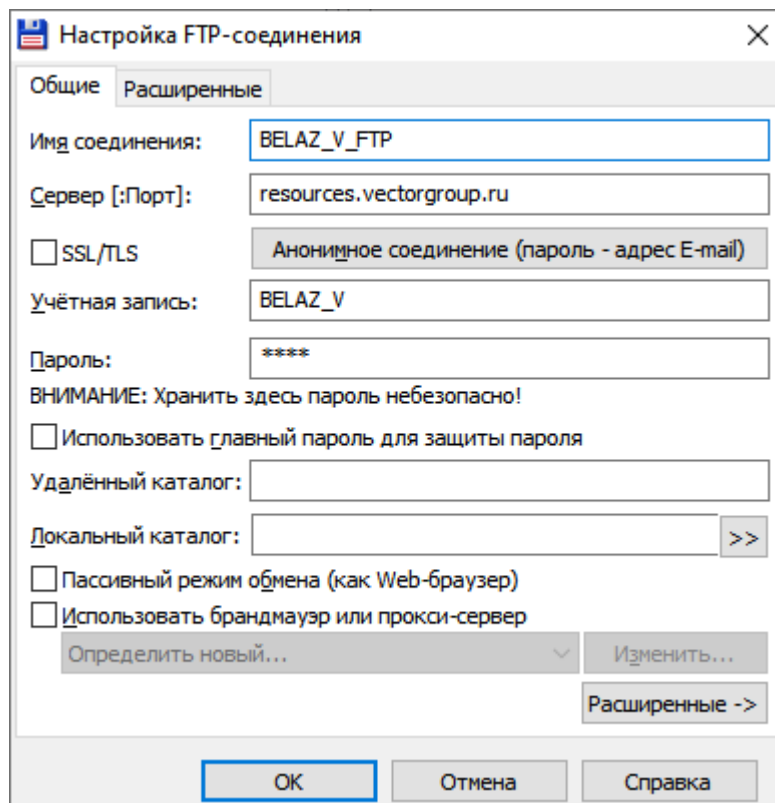 Настройка FTP-соединения
Общие Расширенные
Имя соединения: BELAZ_V_FTP
Сервер [:Порт]: resources.vectorgroup.ru
SSL/TLS Анонимное соединение (пароль - адрес E-mail)
Учётная запись: BELAZ_V
Пароль: ****
ВНИМАНИЕ: Хранить здесь пароль небезопасно!
Использовать главный пароль для защиты пароля
Удалённый каталог:
Локальный каталог: >>
Пассивный режим обмена (как Web-браузер)
Использовать брандмауэр или прокси-сервер
Определить новый... Изменить...
Расширенные ->
OK Отмена Справка